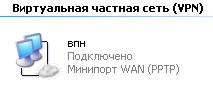 Виртуальная частная сеть (VPN)
впн
Подключено
Минипорт WAN (PPTP)